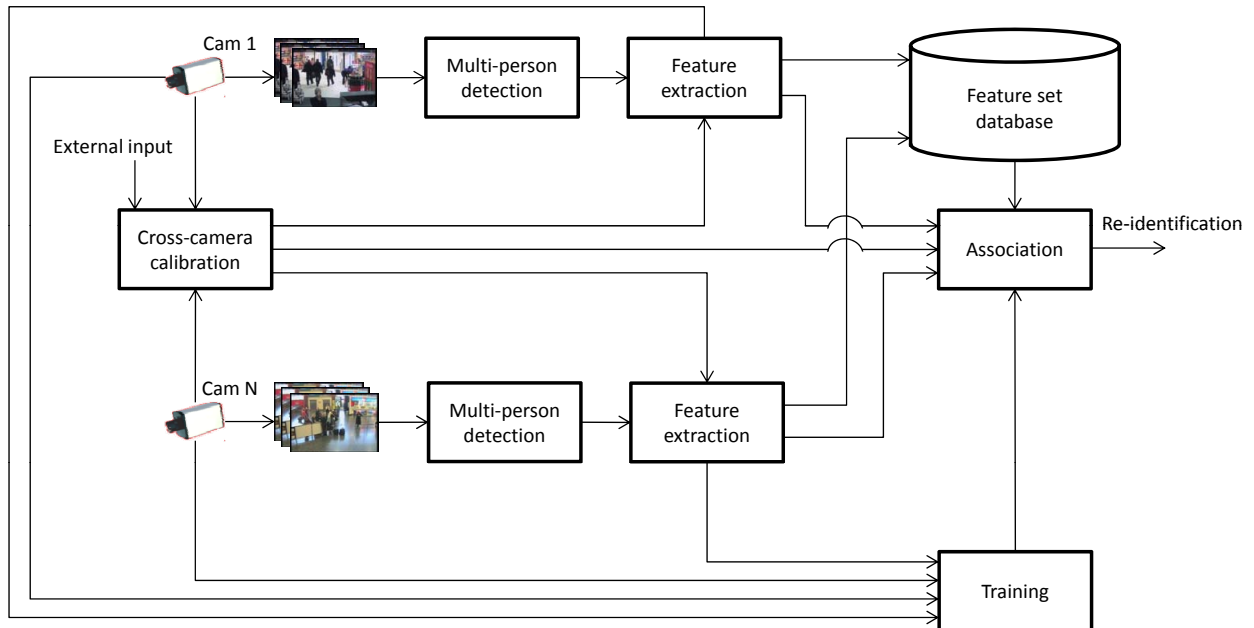 Cam 1
Multi-person
detection
Feature
extraction
Feature set
database
External input
Cross-camera
calibration
Association
Re-identification
Cam N
Multi-person
detection
Feature
extraction
Training